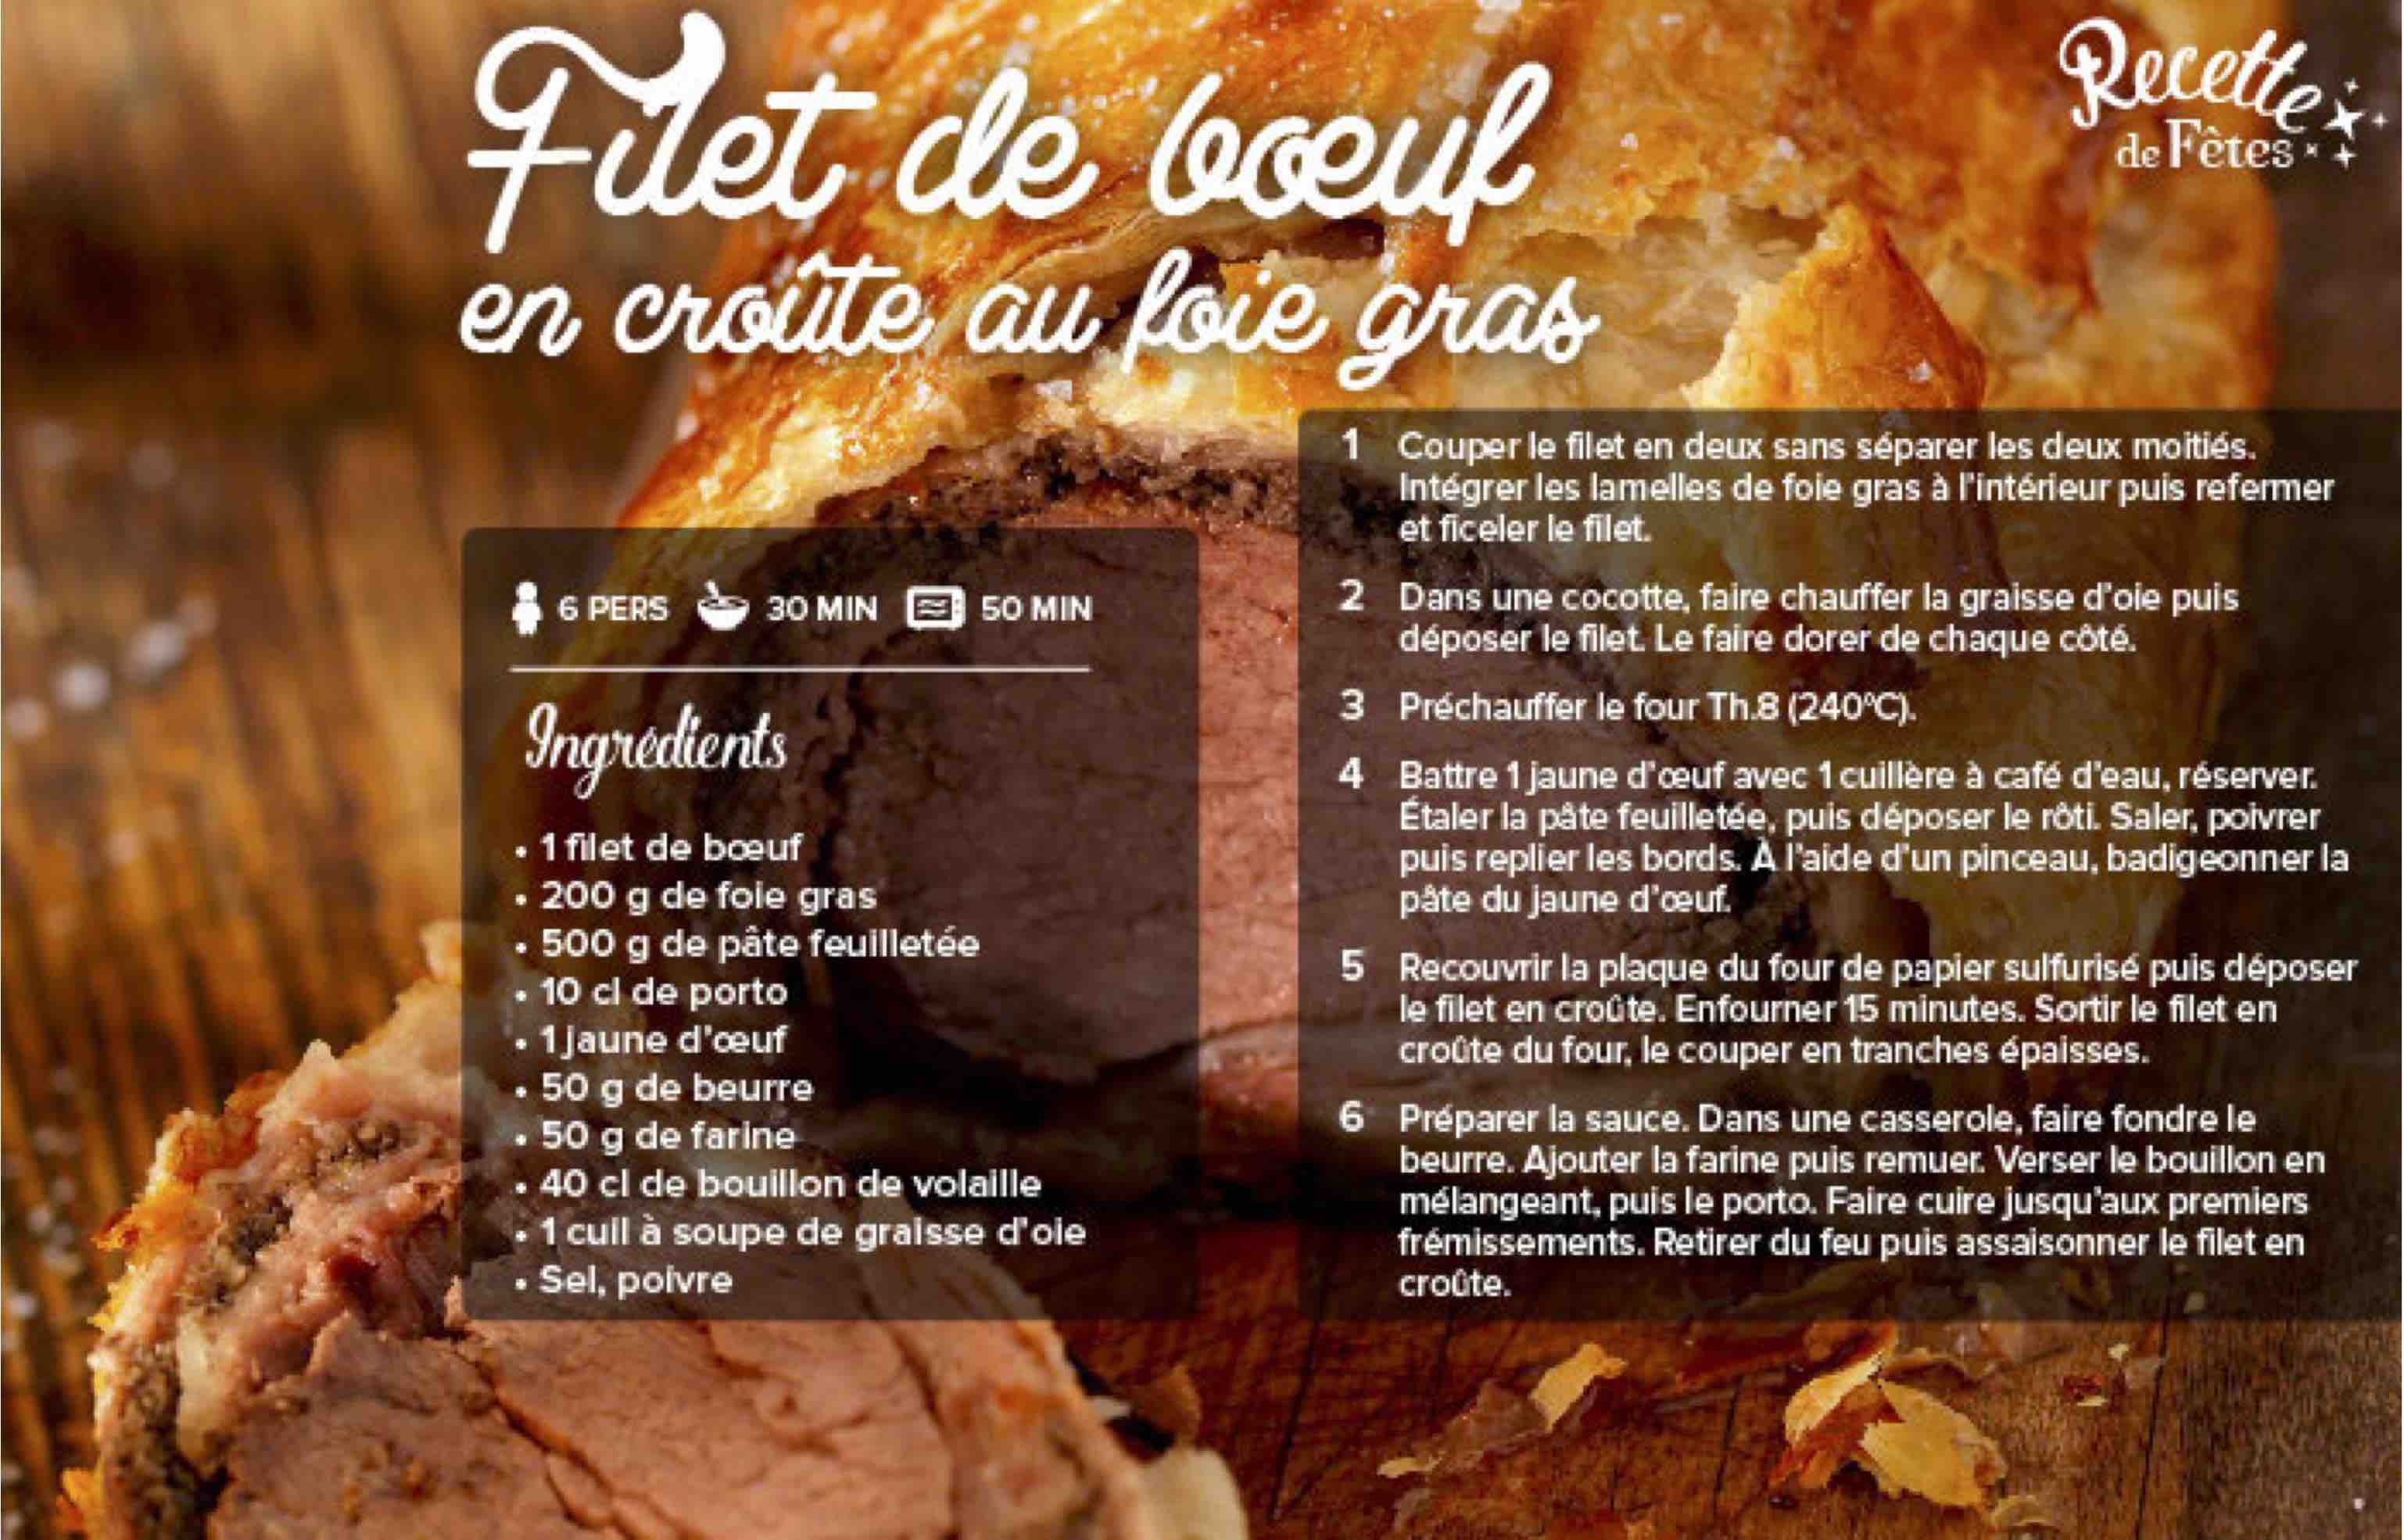 Filet de bœuf
en croûte au foie gras
Recette
de Fêtes
6 PERS 30 MIN 50 MIN
Ingrédients
• 1 filet de bœuf
• 200 g de foie gras
• 500 g de pâte feuilletée
• 10 cl de porto
• 1 jaune d'œuf
• 50 g de beurre
• 50 g de farine
• 40 cl de bouillon de volaille
• 1 cuil à soupe de graisse d'oie
• Sel, poivre
1 Couper le filet en deux sans séparer les deux moitiés.
Intégrer les lamelles de foie gras à l'intérieur puis refermer
et ficeler le filet.
2 Dans une cocotte, faire chauffer la graisse d'oie puis
déposer le filet. Le faire dorer de chaque côté.
3 Préchauffer le four Th.8 (240°C).
4 Battre 1 jaune d'œuf avec 1 cuillère à café d'eau, réserver.
Étaler la pâte feuilletée, puis déposer le rôti. Saler, poivrer
puis replier les bords. À l'aide d'un pinceau, badigeonner la
pâte du jaune d'œuf.
5 Recouvrir la plaque du four de papier sulfurisé puis déposer
le filet en croûte. Enfourner 15 minutes. Sortir le filet en
croûte du four, le couper en tranches épaisses.
6 Préparer la sauce. Dans une casserole, faire fondre le
beurre. Ajouter la farine puis remuer. Verser le bouillon en
mélangeant, puis le porto. Faire cuire jusqu'aux premiers
frémissements. Retirer du feu puis assaisonner le filet en
croûte.